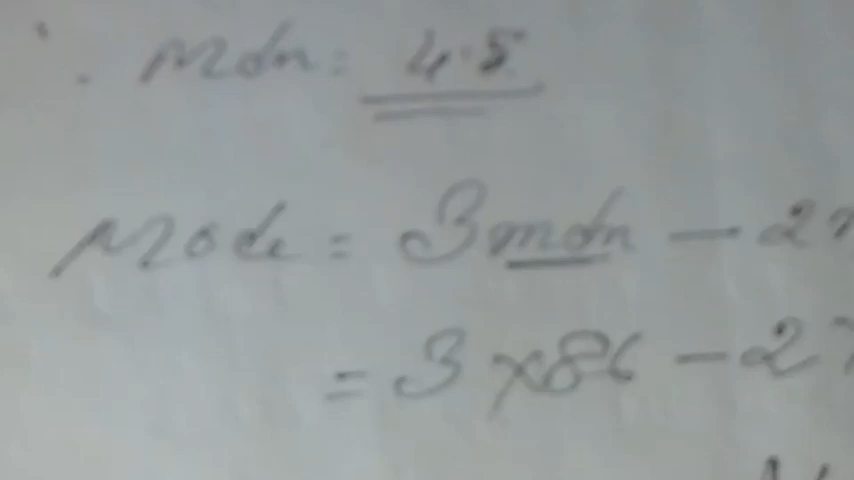 ∴ Mdn = 4.5
Mode = 3mdn - 2
= 3 × 86 - 2